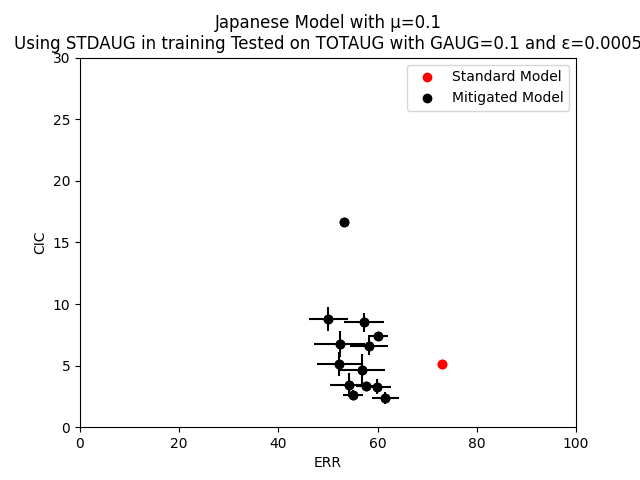 Japanese Model with μ=0.1
Using STDAUG in training Tested on TOTAUG with GAUG=0.1 and ε=0.0005
Standard Model
Mitigated Model
30
25
20
15
10
5
0
CIC
0 20 40 60 80 100
ERR